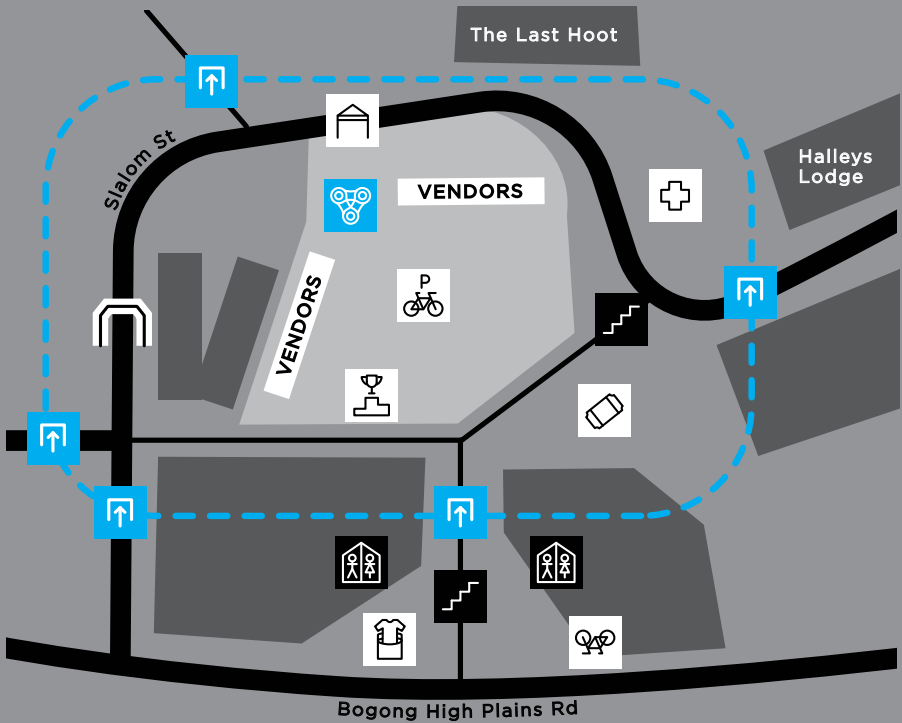 The Last Hoot
Slalom St
Halleys
Lodge
VENDORS
P
VENDORS
Bogong High Plains Rd